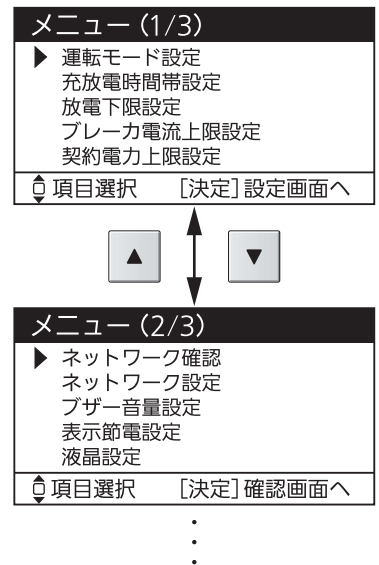 メニュー(1/3)
▶ 運転モード設定
充放電時間帯設定
放電下限設定
ブレーカ電流上限設定
契約電力上限設定
項目選択 [決定]設定画面へ
▲ ▼
メニュー(2/3)
▶ ネットワーク確認
ネットワーク設定
ブザー音量設定
表示節電設定
液晶設定
項目選択 [決定]確認画面へ